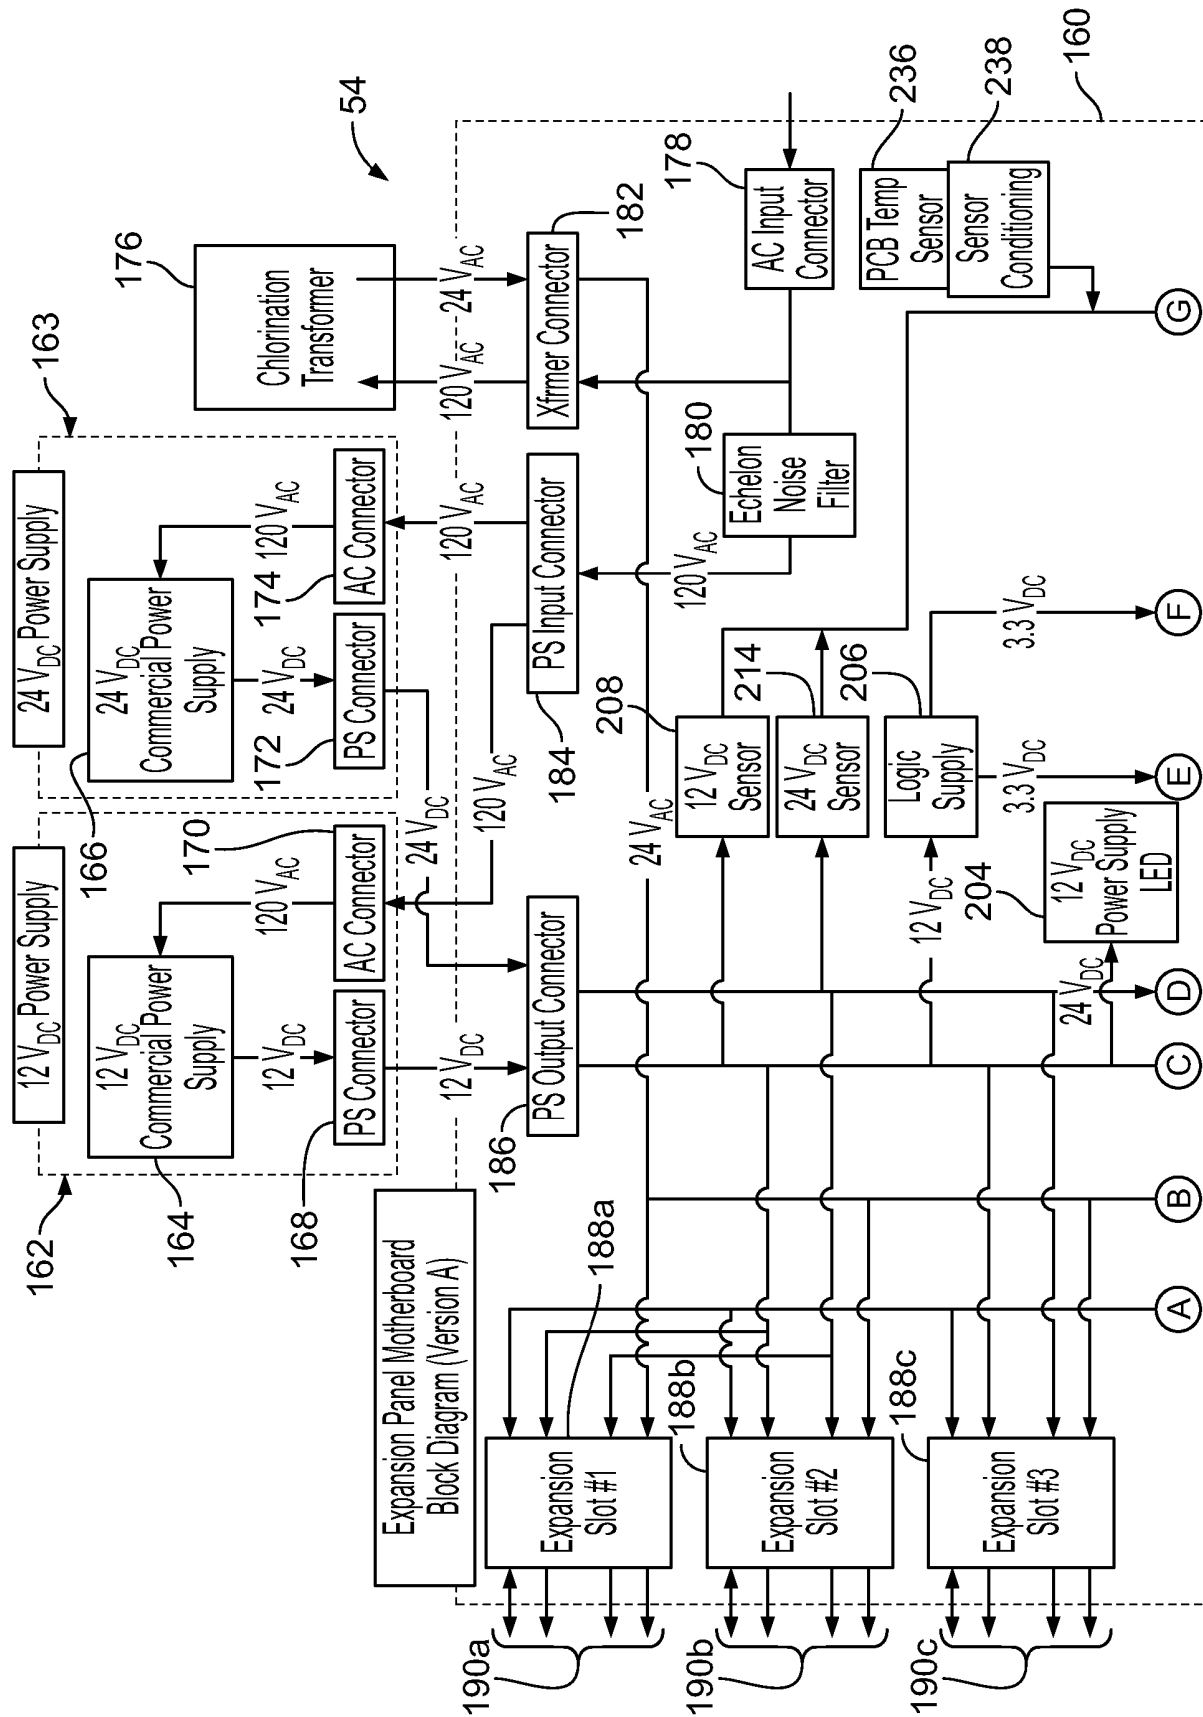 162
12 VDC Power Supply
164
12 VDC
Commercial Power
Supply
12 VDC
168
PS Connector
120 VAC
AC Connector
170
166
24 VDC Power Supply
24 VDC
Commercial Power
Supply
24 VDC
172
PS Connector
120 VAC
174
AC Connector
163
176
Chlorination
Transformer
54
Expansion Panel Motherboard
Block Diagram (Version A)
12 VDC
24 VDC
120 VAC
120 VAC
120 VAC
24 VAC
186
PS Output Connector
184
PS Input Connector
Xfrmer Connector
182
190a
Expansion
Slot #1
188a
24 VAC
120 VAC
180
Echelon
Noise
Filter
178
AC Input
Connector
190b
Expansion
Slot #2
188b
208
12 VDC
Sensor
214
24 VDC
Sensor
206
Logic
Supply
12 VDC
236
PCB Temp
Sensor
238
Sensor
Conditioning
190c
Expansion
Slot #3
188c
24 VDC
204
12 VDC
Power Supply
LED
3.3 VDC
3.3 VDC
160
A
B
C
D
E
F
G